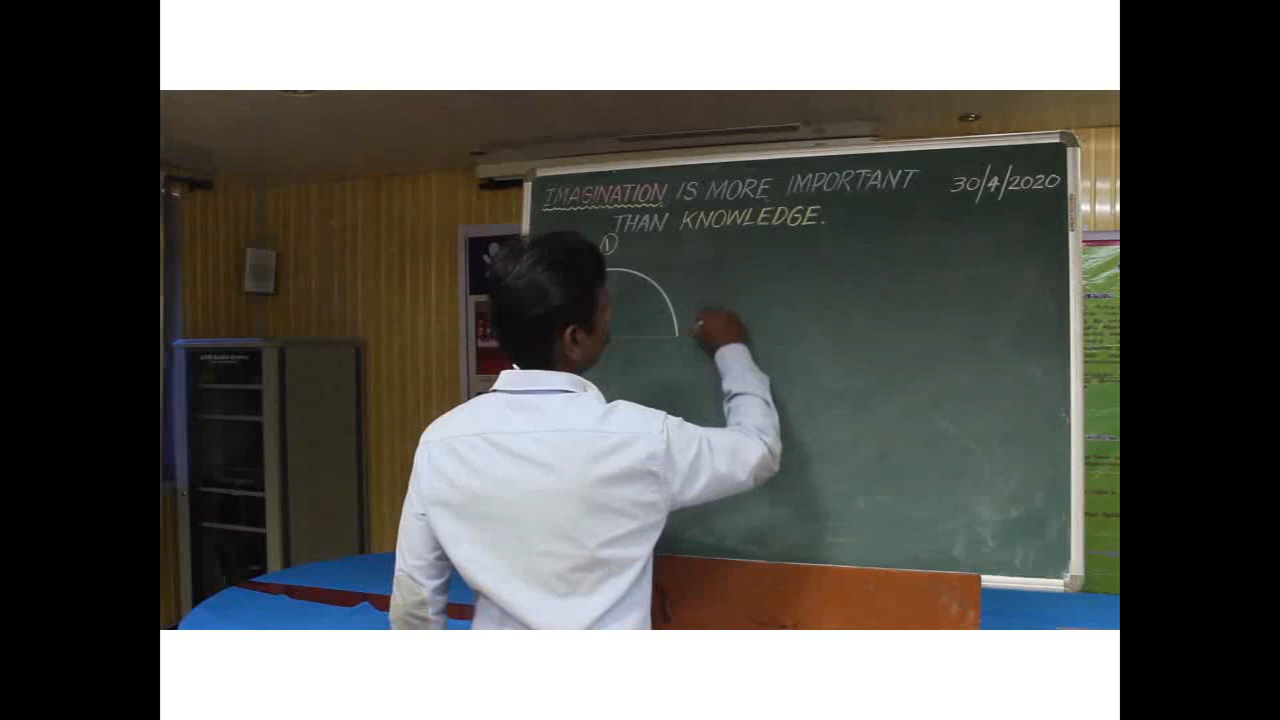 IMAGINATION IS MORE IMPORTANT
THAN KNOWLEDGE.
30/4/2020
1